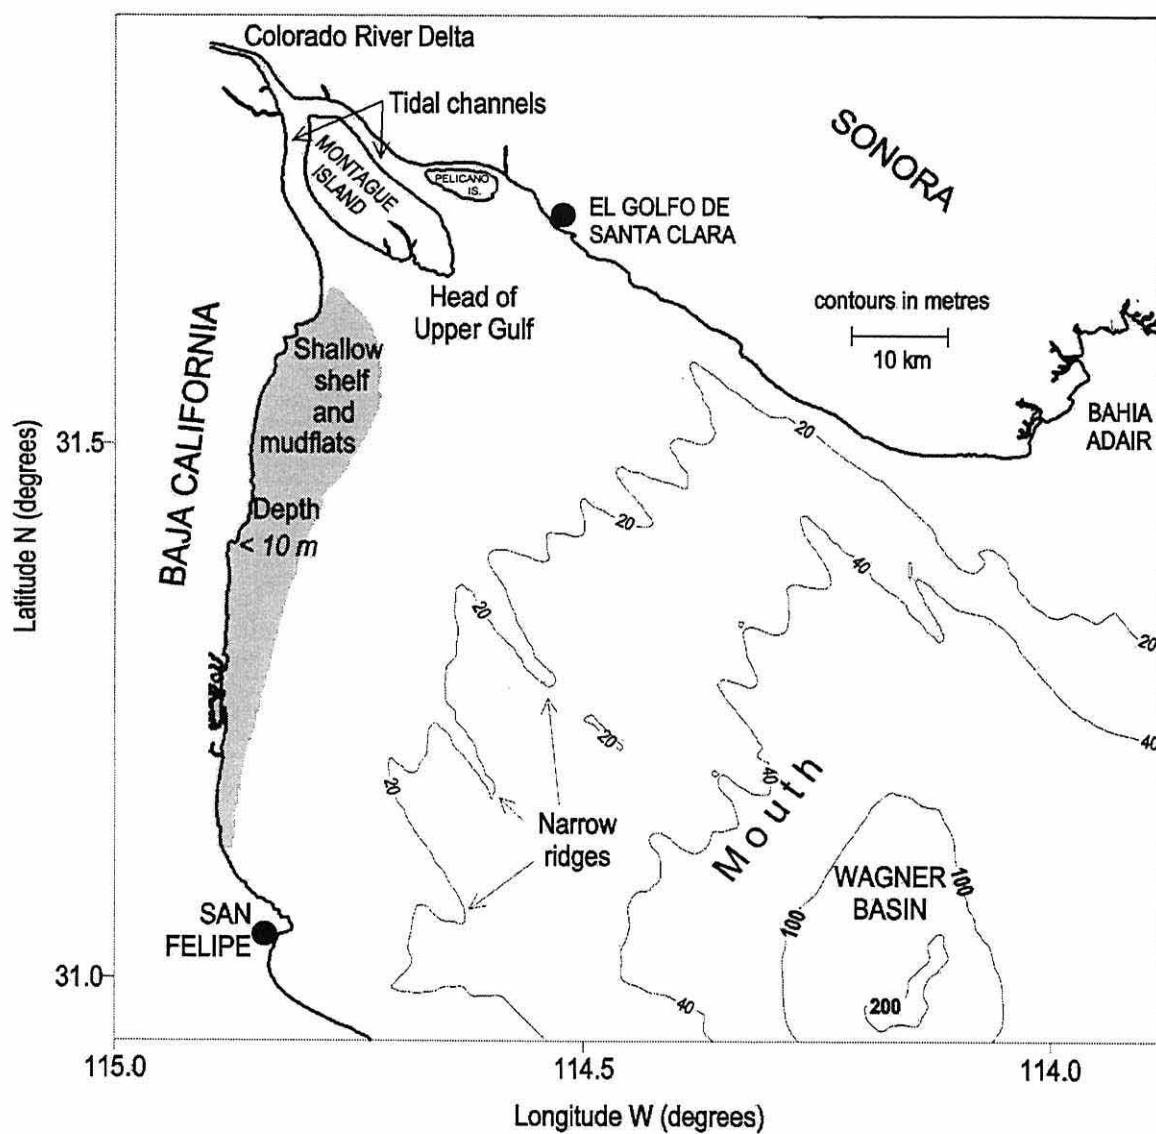 Colorado River Delta
Tidal channels
SONORA
MONTAGUE
ISLAND
PELICANO
IS.
EL GOLFO DE
SANTA CLARA
Head of
Upper Gulf
contours in metres
10 km
BAHIA
ADAIR
BAJA CALIFORNIA
Shallow
shelf
and
mudflats
Depth
< 10 m
31.5
Latitude N (degrees)
20
20
40
20
20
40
20
20
40
Mouth
Narrow
ridges
WAGNER
BASIN
100
100
SAN
FELIPE
31.0
40
200
115.0
114.5
114.0
Longitude W (degrees)